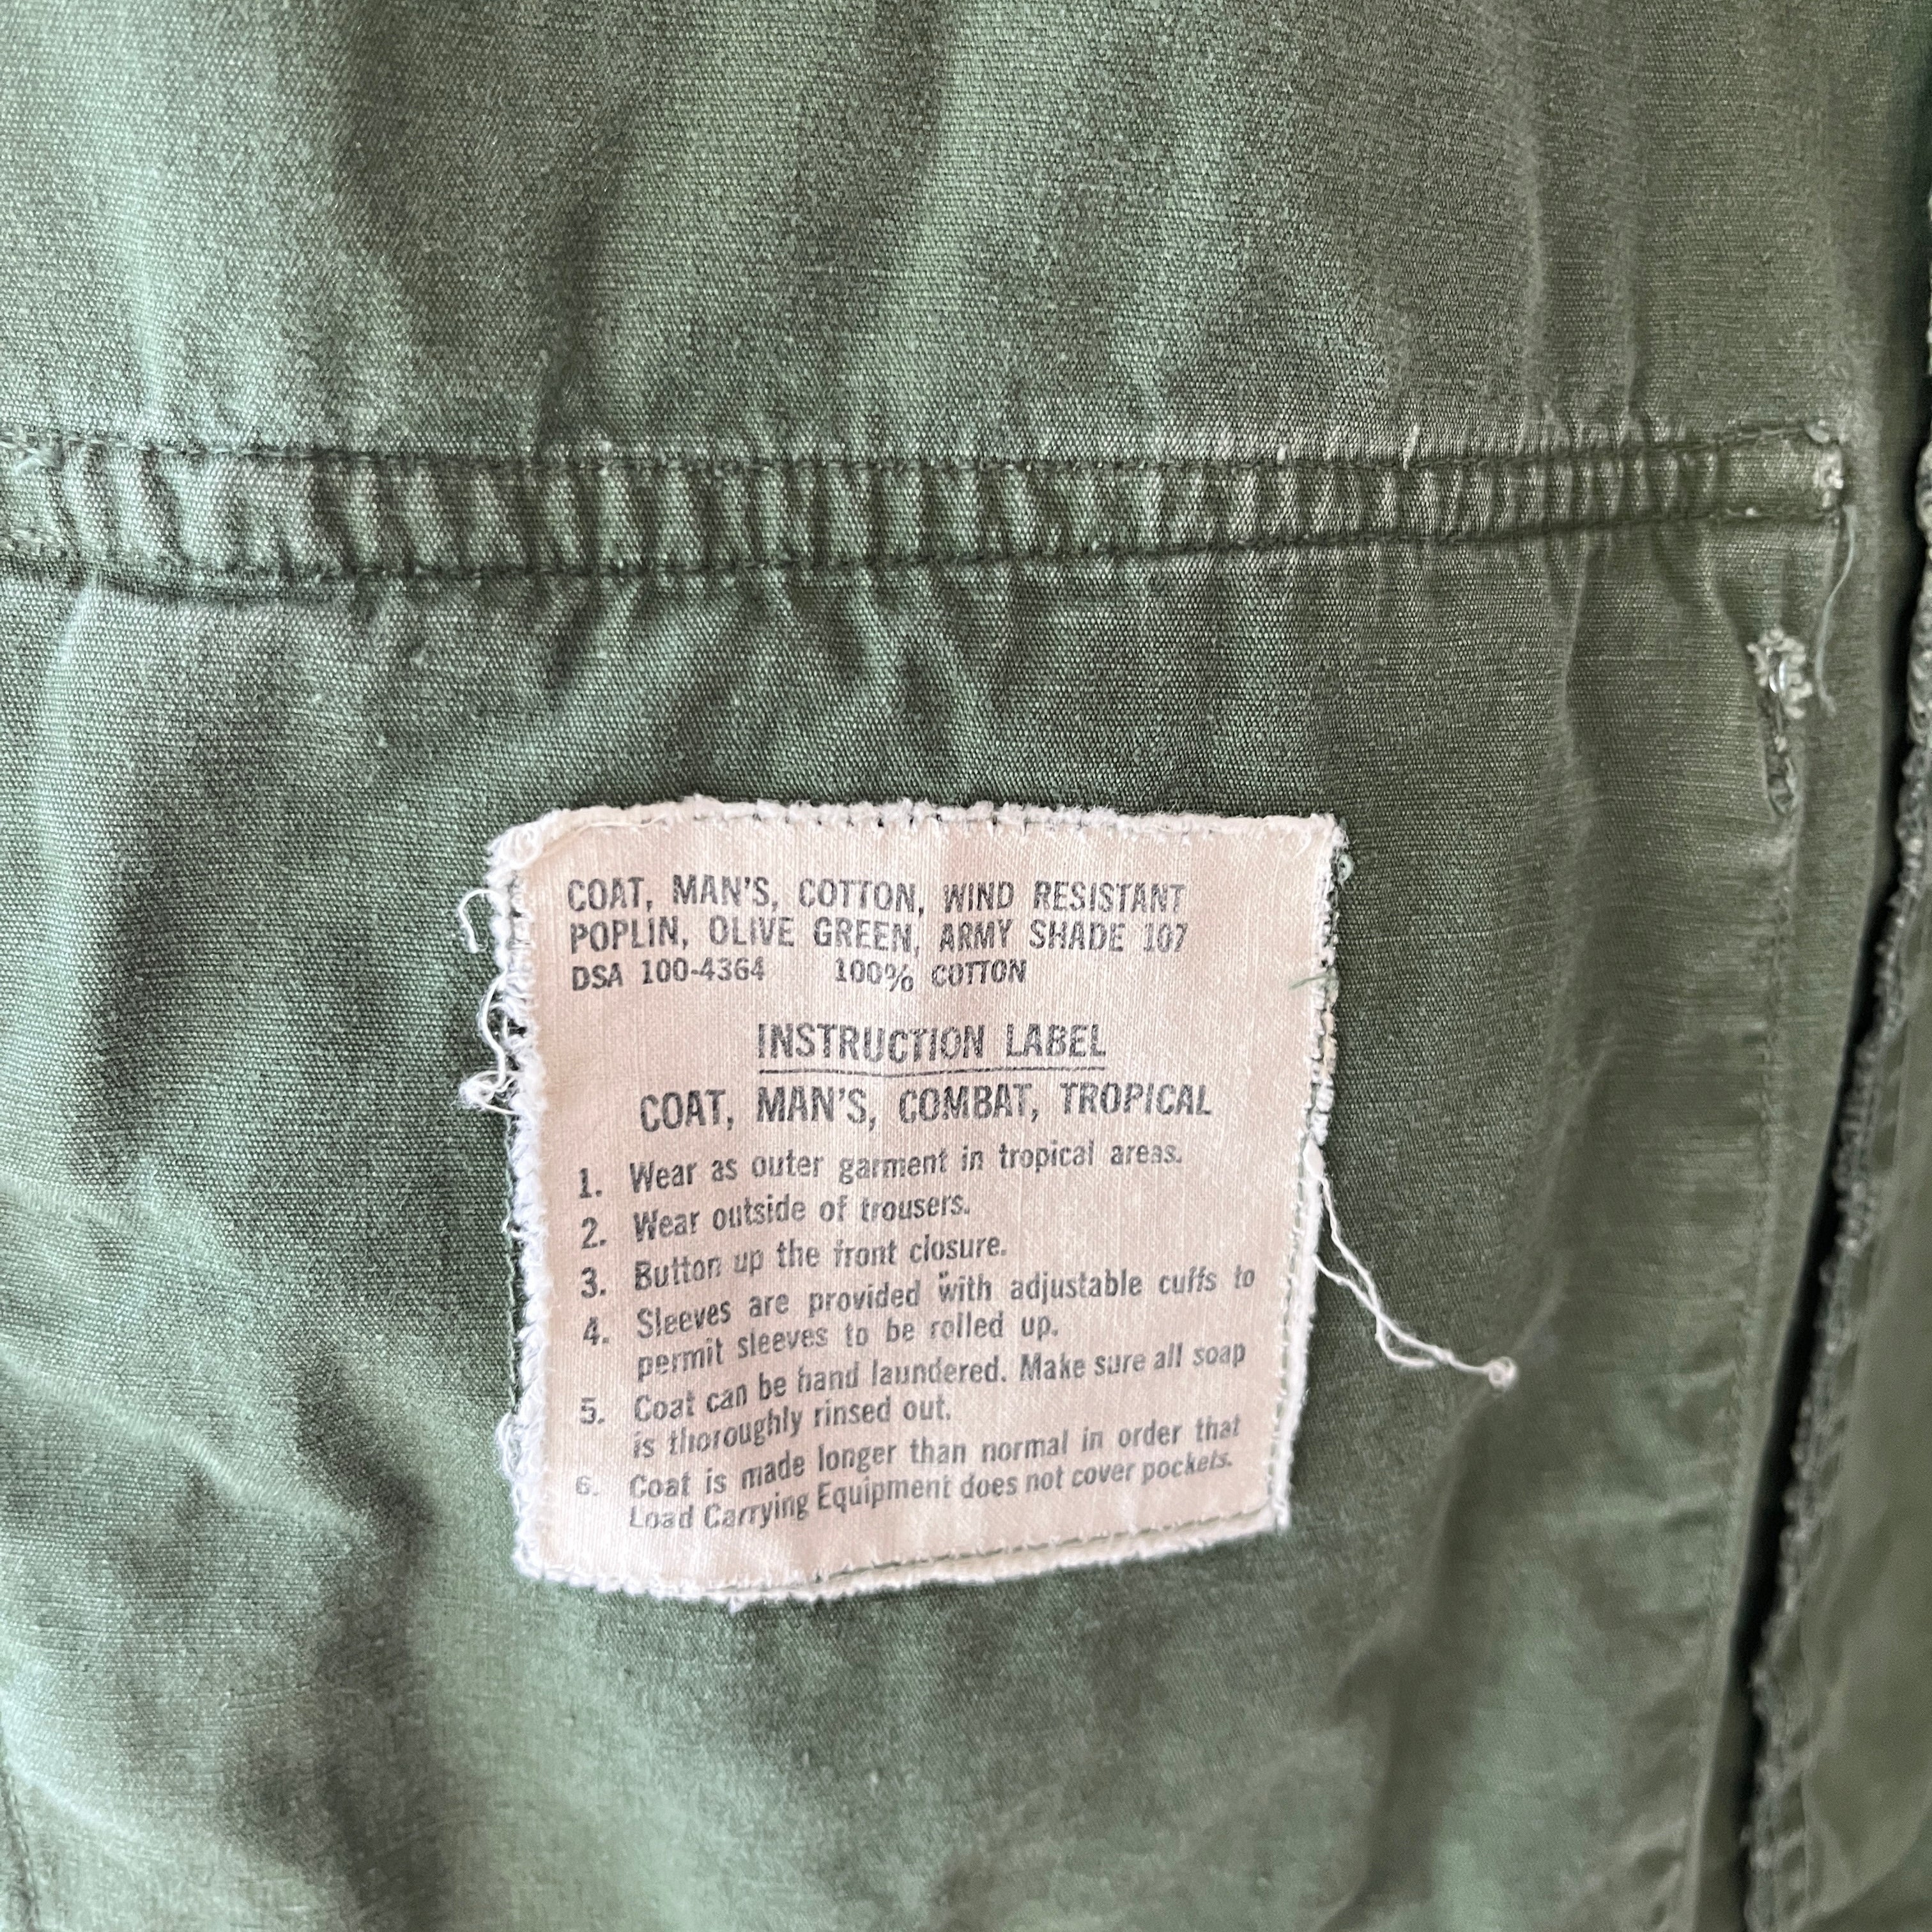 COAT, MAN'S, COTTON, WIND RESISTANT
POPLIN, OLIVE GREEN, ARMY SHADE 107
DSA 100-4364 100% COTTON
INSTRUCTION LABEL
COAT, MAN'S, COMBAT, TROPICAL
1. Wear as outer garment in tropical areas.
2. Wear outside of trousers.
3. Button up the front closure.
4. Sleeves are provided with adjustable cuffs to
permit sleeves to be rolled up.
5. Coat can be hand laundered. Make sure all soap
is thoroughly rinsed out.
6. Coat is made longer than normal in order that
Load Carrying Equipment does not cover pockets.